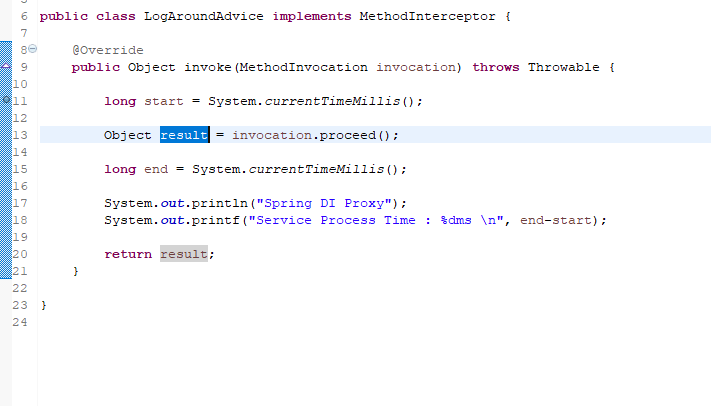 6 public class LogAroundAdvice implements MethodInterceptor {
7
8 @Override
9 public Object invoke(MethodInvocation invocation) throws Throwable {
10
11 long start = System.currentTimeMillis();
12
13 Object result = invocation.proceed();
14
15 long end = System.currentTimeMillis();
16
17 System.out.println("Spring DI Proxy");
18 System.out.printf("Service Process Time : %dms \n", end-start);
19
20 return result;
21 }
22
23 }
24